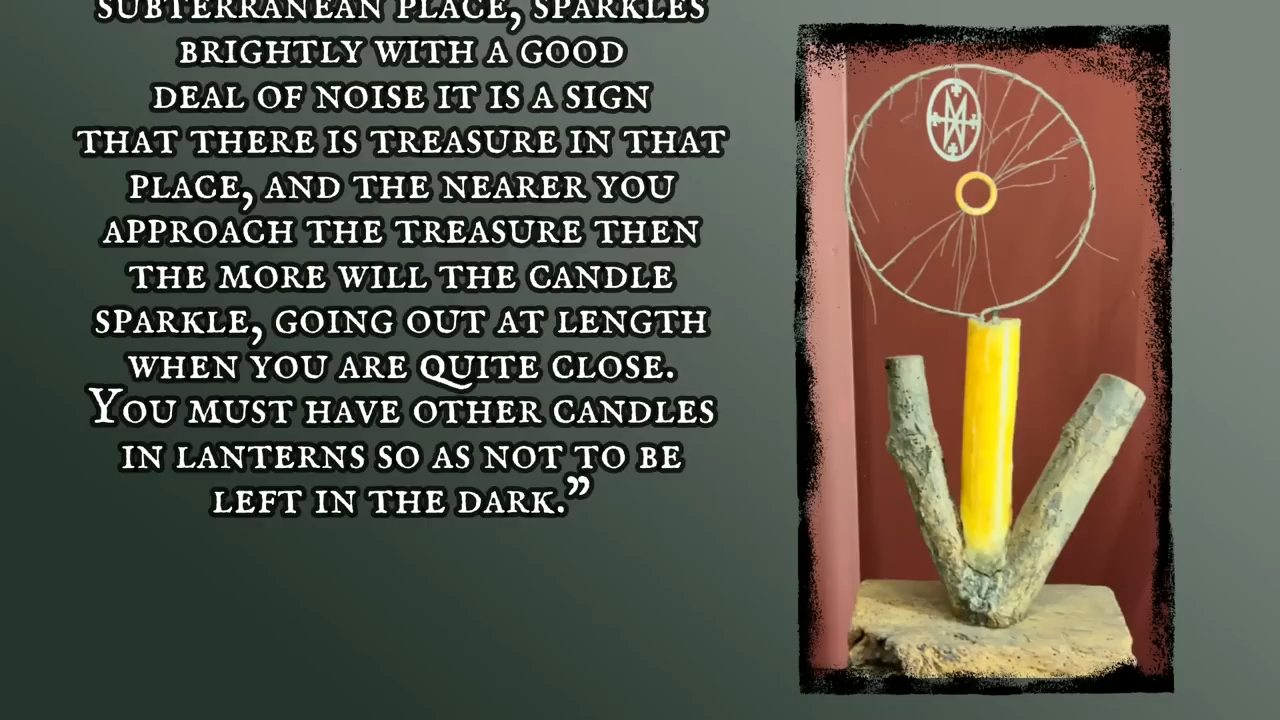 SUBTERRANEAN PLACE, SPARKLES
BRIGHTLY WITH A GOOD
DEAL OF NOISE IT IS A SIGN
THAT THERE IS TREASURE IN THAT
PLACE, AND THE NEARER YOU
APPROACH THE TREASURE THEN
THE MORE WILL THE CANDLE
SPARKLE, GOING OUT AT LENGTH
WHEN YOU ARE QUITE CLOSE.
YOU MUST HAVE OTHER CANDLES
IN LANTERNS SO AS NOT TO BE
LEFT IN THE DARK.”